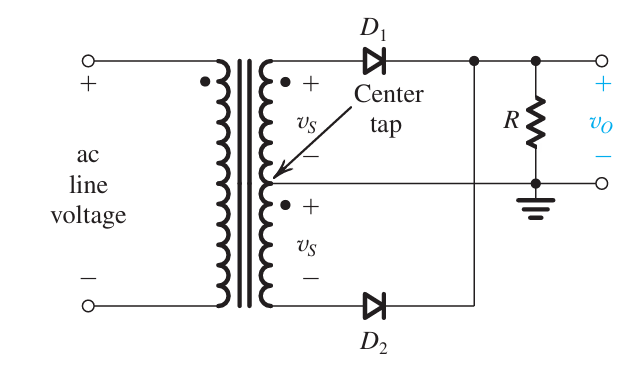 D1
+
+
Center
tap
vS
R
+
vO
−
−
ac
line
voltage
+
vS
−
−
D2